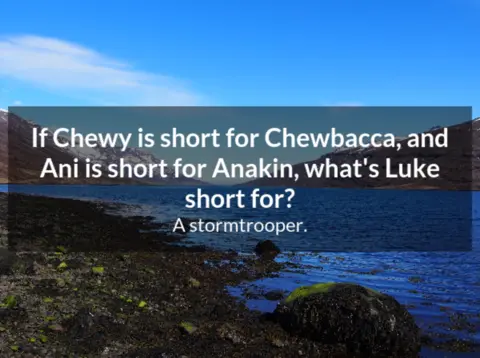 If Chewy is short for Chewbacca, and
Ani is short for Anakin, what's Luke
short for?
A stormtrooper.